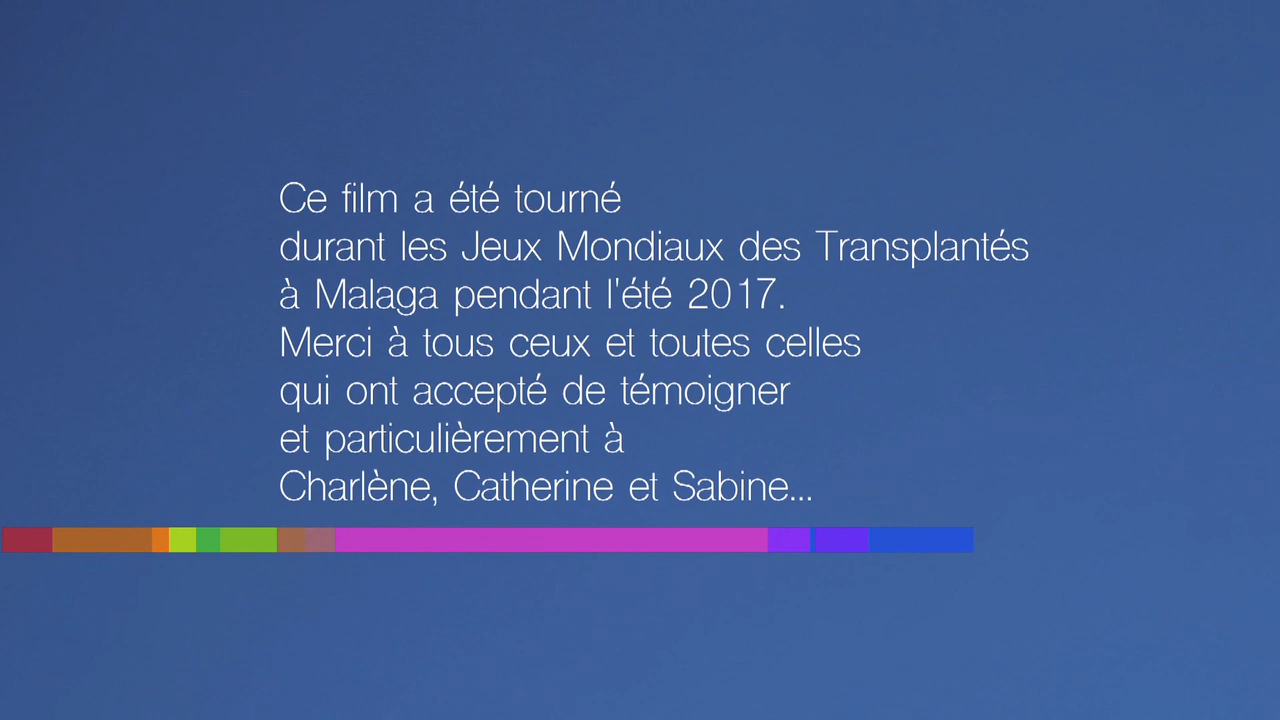 Ce film a été tourné
durant les Jeux Mondiaux des Transplantés
à Malaga pendant l'été 2017.
Merci à tous ceux et toutes celles
qui ont accepté de témoigner
et particulièrement à
Charlène, Catherine et Sabine...